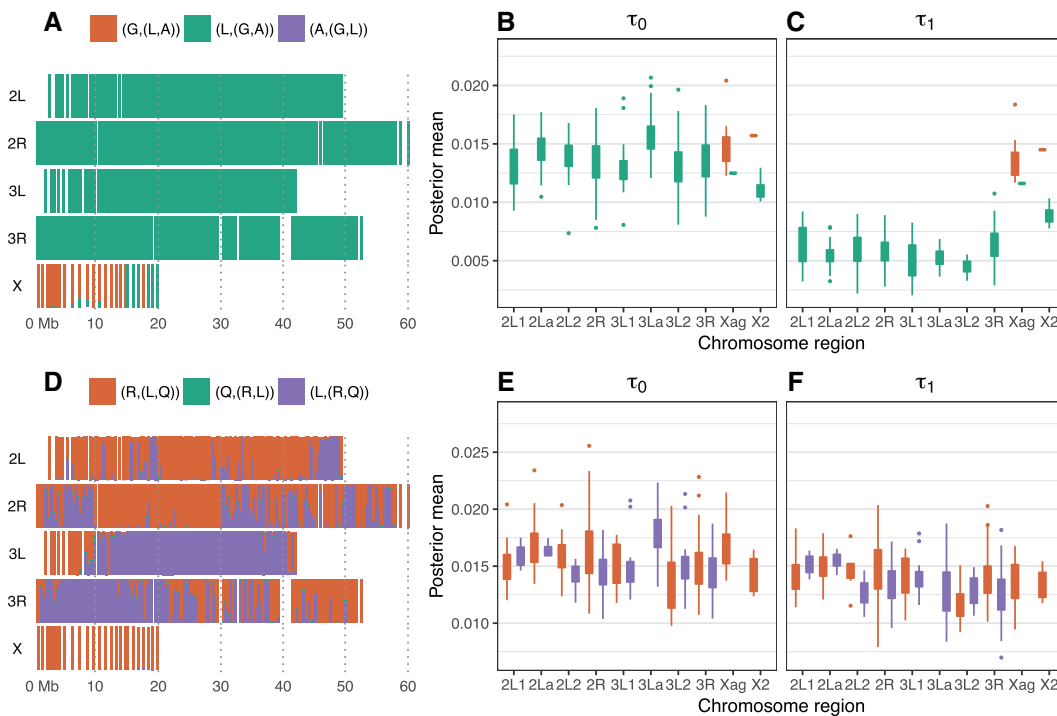 A
(G,(L,A))
(L,(G,A))
(A,(G,L))
2L
2R
3L
3R
X
0 Mb
10
20
30
40
50
60
B
τ0
Posterior mean
0.020
0.015
0.010
0.005
2L1
2La
2L2
2R
3L1
3La
3L2
3R
Xag
X2
Chromosome region
C
τ1
2L1
2La
2L2
2R
3L1
3La
3L2
3R
Xag
X2
Chromosome region
D
(R,(L,Q))
(Q,(R,L))
(L,(R,Q))
2L
2R
3L
3R
X
0 Mb
10
20
30
40
50
60
E
τ0
Posterior mean
0.025
0.020
0.015
0.010
2L1
2La
2L2
2R
3L1
3La
3L2
3R
Xag
X2
Chromosome region
F
τ1
2L1
2La
2L2
2R
3L1
3La
3L2
3R
Xag
X2
Chromosome region